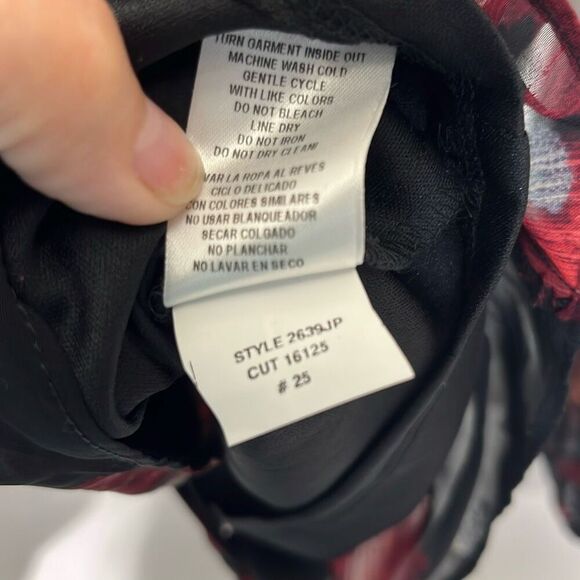 TURN GARMENT INSIDE OUT
MACHINE WASH COLD
GENTLE CYCLE
WITH LIKE COLORS
DO NOT BLEACH
LINE DRY
DO NOT IRON
DO NOT DRY CLEAN!
VAR LA ROPA AL REVES
CICLO DELICADO
CON COLORES SIMILARES
NO USAR BLANQUEADOR
SECAR COLGADO
NO PLANCHAR
NO LAVAR EN SECO
STYLE 2639JP
CUT 16125
# 25